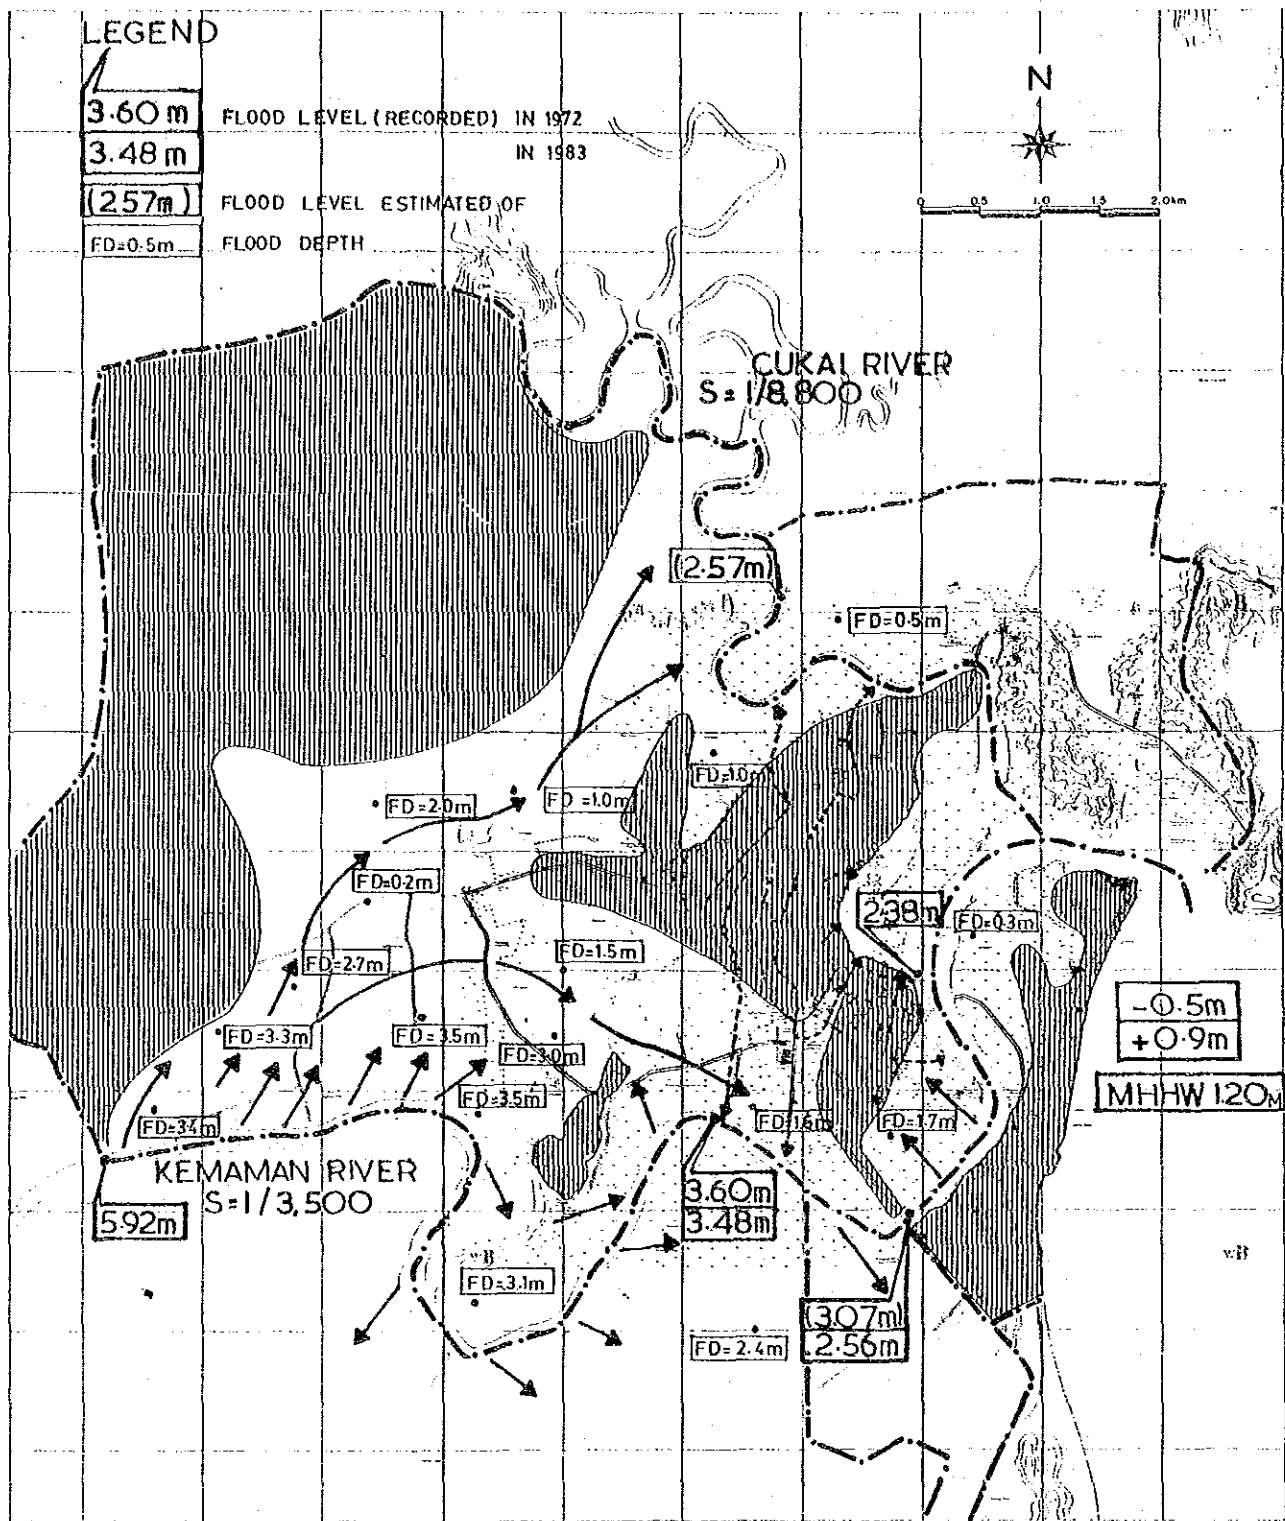 LEGEND
3.60 m FLOOD LEVEL (RECORDED) IN 1972
3.48 m IN 1983
(2.57m) FLOOD LEVEL ESTIMATED OF
FD=0.5m FLOOD DEPTH
N
0 0.5 1.0 1.5 2.0km
CUKAI RIVER
S=1/8,800
(2.57m)
FD=0.5m
FD=1.0m
FD=2.0m
FD=1.0m
FD=0.2m
2.38m
FD=0.3m
FD=2.7m
FD=1.5m
-0.5m
+0.9m
FD=3.3m
FD=3.5m
FD=3.0m
MHHW 1.20M
FD=3.5m
FD=3.4m
FD=1.6m
FD=1.7m
KEMAMAN RIVER
S=1/3,500
5.92m
3.60m
3.48m
FD=3.1m
(3.07m)
2.56m
FD=2.4m